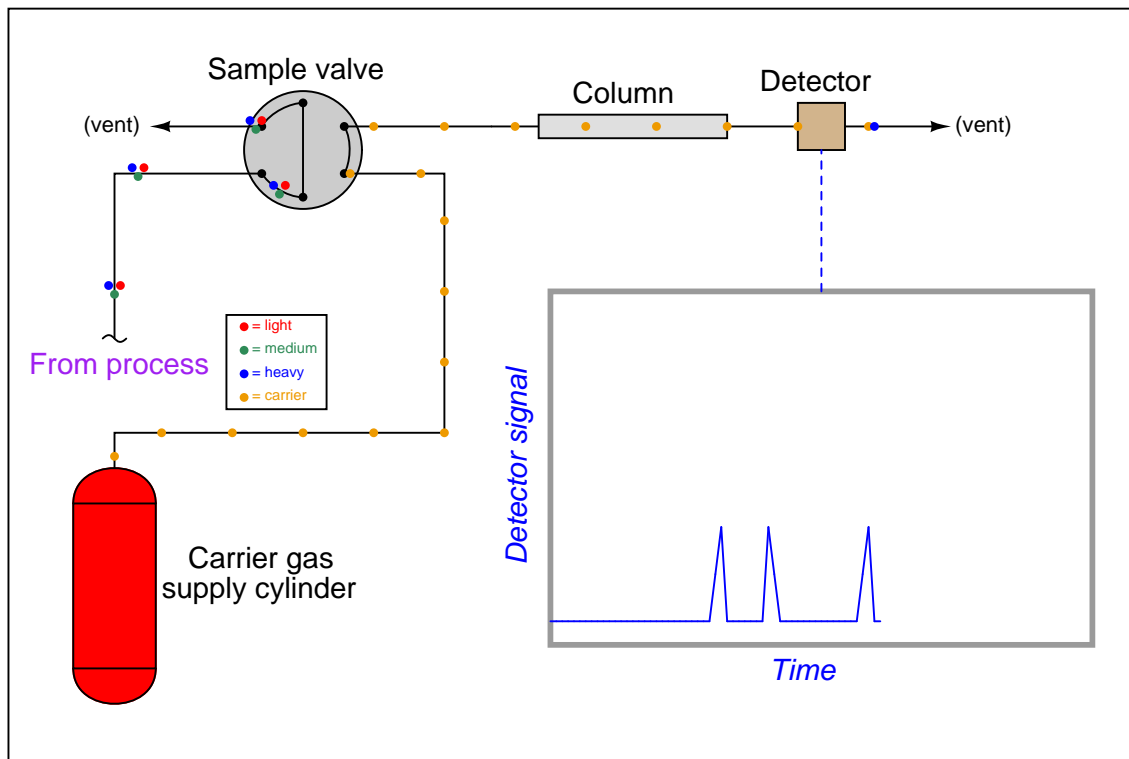 Sample valve
Column
Detector
(vent)
(vent)
= light
= medium
= heavy
= carrier
From process
Detector signal
Carrier gas
supply cylinder
Time